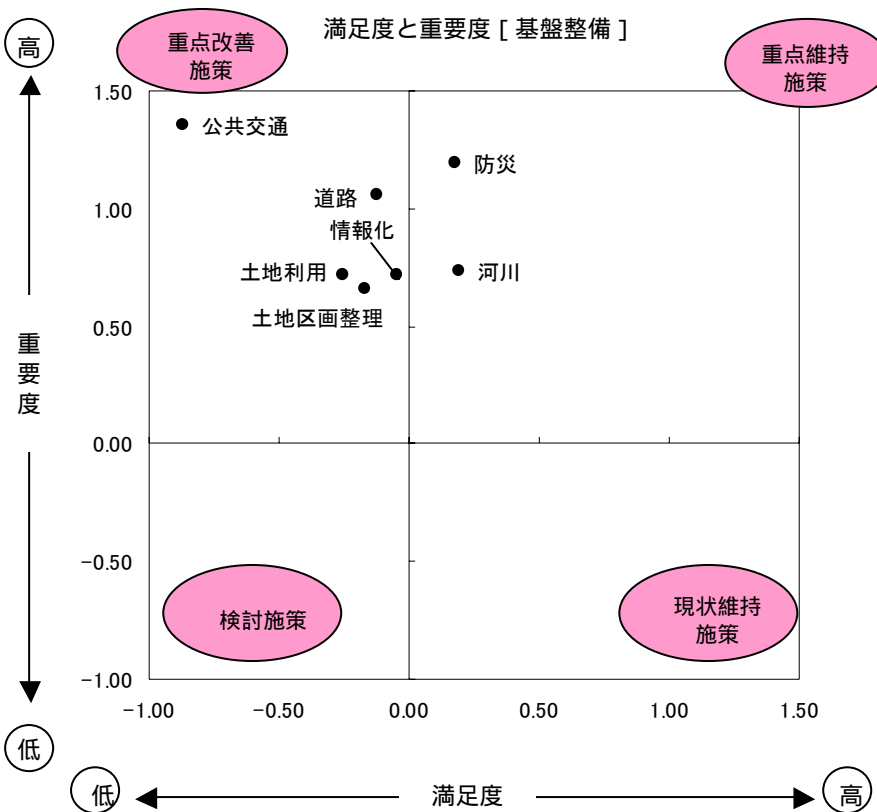 満足度と重要度 [ 基盤整備 ]
高
重点改善
施策
重点維持
施策
1.50
公共交通
防災
道路
1.00
情報化
土地利用
河川
土地区画整理
0.50
重要度
0.00
−0.50
検討施策
現状維持
施策
−1.00
−1.00 −0.50 0.00 0.50 1.00 1.50
低
低 満足度 高